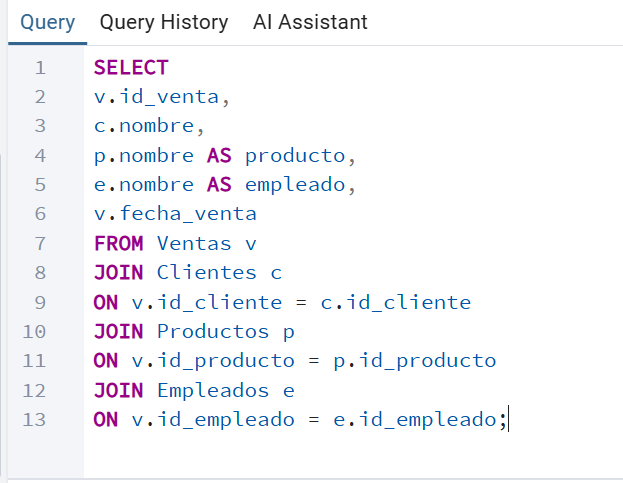 Query Query History AI Assistant
1 SELECT
2 v.id_venta,
3 c.nombre,
4 p.nombre AS producto,
5 e.nombre AS empleado,
6 v.fecha_venta
7 FROM Ventas v
8 JOIN Clientes c
9 ON v.id_cliente = c.id_cliente
10 JOIN Productos p
11 ON v.id_producto = p.id_producto
12 JOIN Empleados e
13 ON v.id_empleado = e.id_empleado;